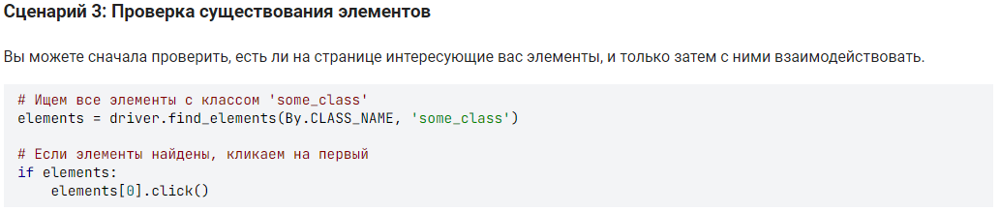 Сценарий 3: Проверка существования элементов
Вы можете сначала проверить, есть ли на странице интересующие вас элементы, и только затем с ними взаимодействовать.
# Ищем все элементы с классом 'some_class'
elements = driver.find_elements(By.CLASS_NAME, 'some_class')
# Если элементы найдены, кликаем на первый
if elements:
    elements[0].click()